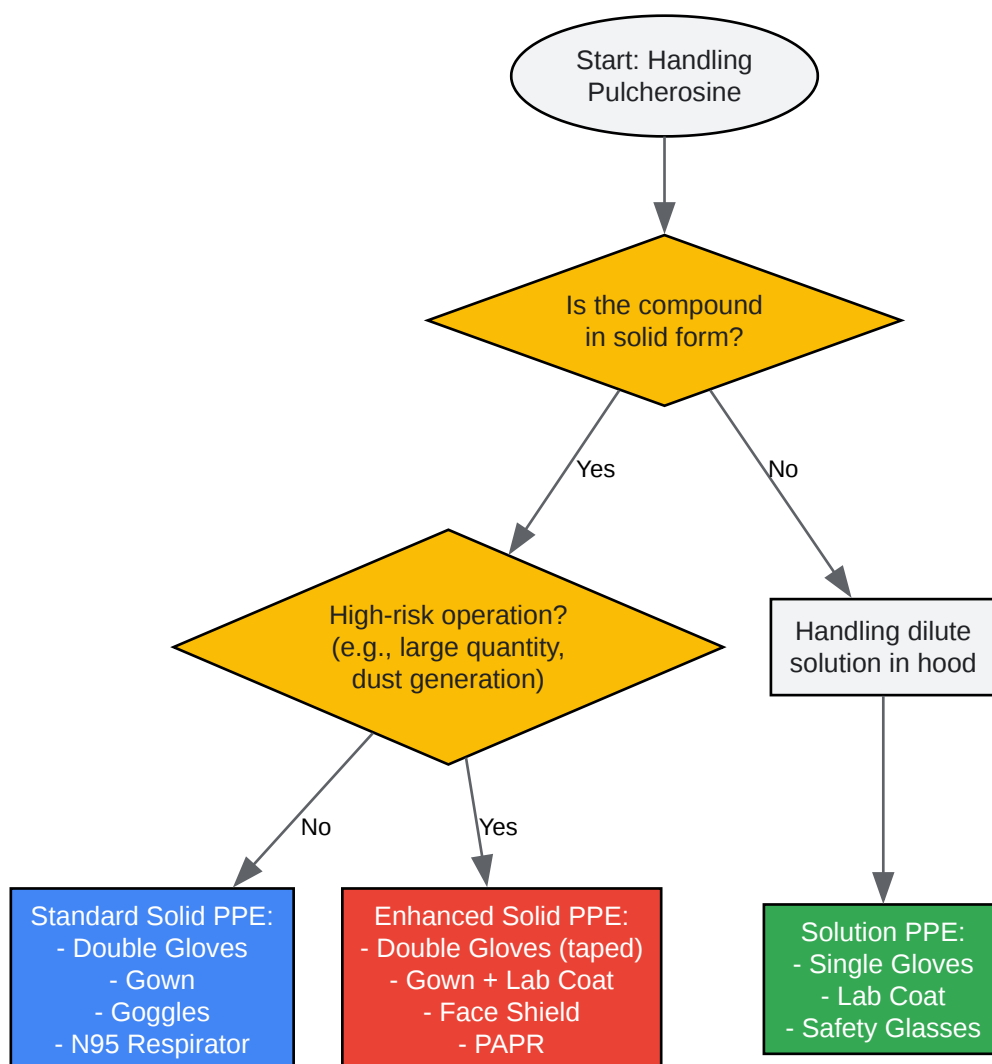 Start: Handling
Pulcherosine
Is the compound
in solid form?
Yes
No
High-risk operation?
(e.g., large quantity,
dust generation)
Handling dilute
solution in hood
No
Yes
Standard Solid PPE:
- Double Gloves
- Gown
- Goggles
- N95 Respirator
Enhanced Solid PPE:
- Double Gloves (taped)
- Gown + Lab Coat
- Face Shield
- PAPR
Solution PPE:
- Single Gloves
- Lab Coat
- Safety Glasses